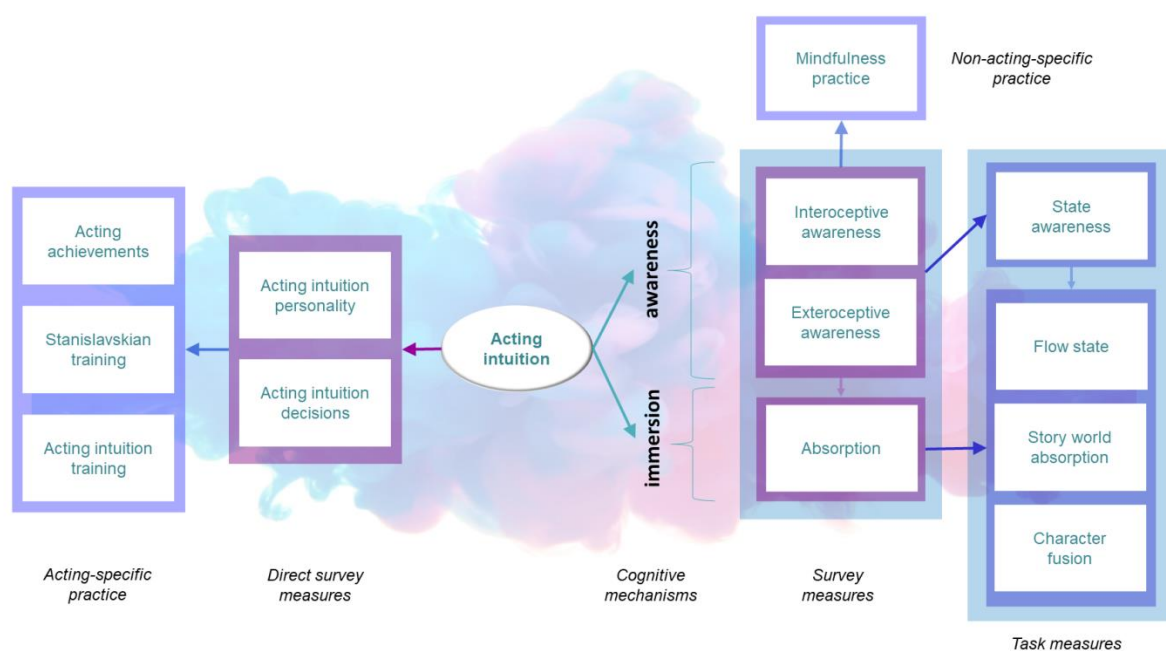 Mindfulness
practice
Non-acting-specific
practice
Acting
achievements
Stanislavskian
training
Acting intuition
training
Acting intuition
personality
Acting intuition
decisions
Acting
intuition
awareness
immersion
Interoceptive
awareness
Exteroceptive
awareness
Absorption
State
awareness
Flow state
Story world
absorption
Character
fusion
Acting-specific
practice
Direct survey
measures
Cognitive
mechanisms
Survey
measures
Task measures